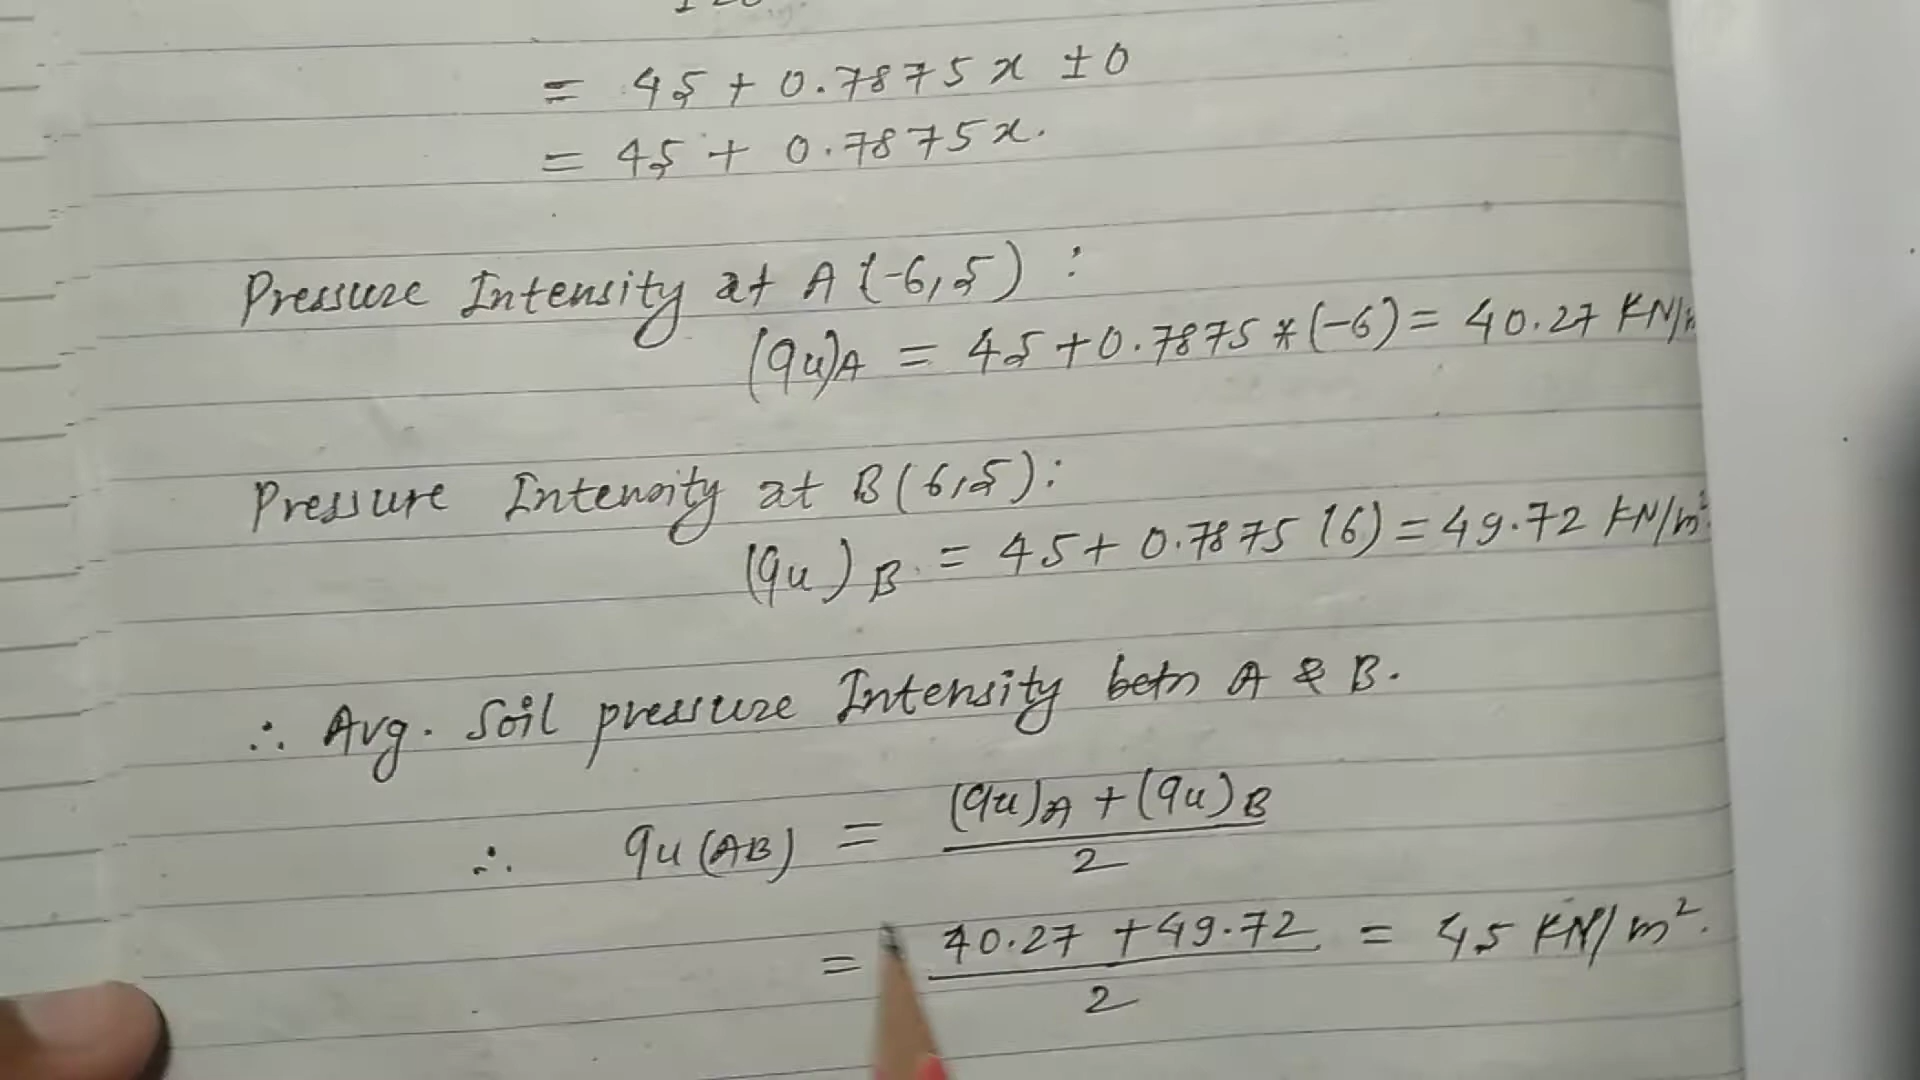 = 45 + 0.7875 x ± 0
= 45 + 0.7875 x.
Pressure Intensity at A (-6,5) :
(qu)A = 45 + 0.7875 * (-6) = 40.27 KN/
Pressure Intensity at B (6,5) :
(qu)B = 45 + 0.7875 (6) = 49.72 KN/m².
∴ Avg. Soil pressure Intensity betn A & B.
∴ qu (AB) = (qu)A + (qu)B
2
= 40.27 + 49.72 = 45 KN/m².
2